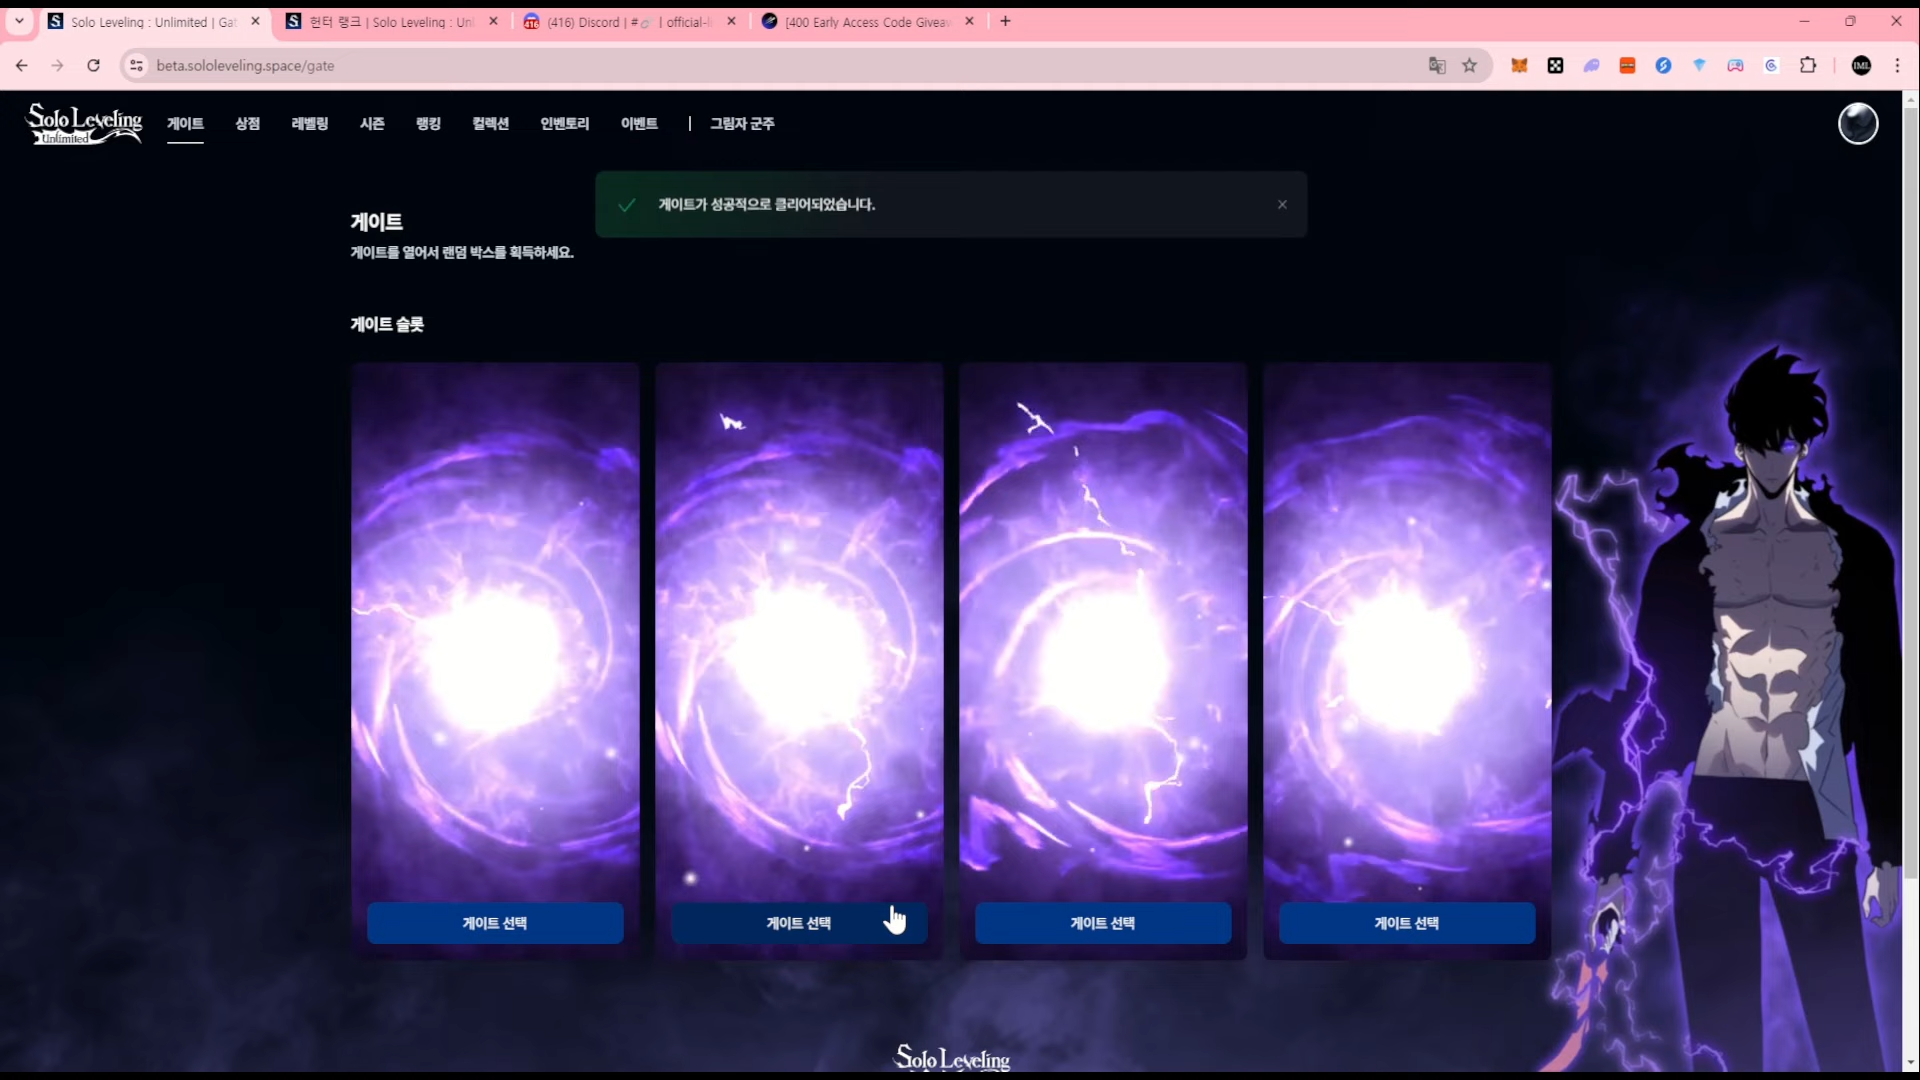 Solo Leveling : Unlimited | Gat
헌터 랭크 | Solo Leveling : Un
(416) Discord | #🔗 | official-l
[400 Early Access Code Giveaw
beta.sololeveling.space/gate
Solo Leveling
Unlimited
게이트
상점
레벨링
시즌
랭킹
컬렉션
인벤토리
이벤트
|
그림자 군주
게이트가 성공적으로 클리어되었습니다.
게이트
게이트를 열어서 랜덤 박스를 획득하세요.
게이트 슬롯
게이트 선택
게이트 선택
게이트 선택
게이트 선택
Solo Leveling